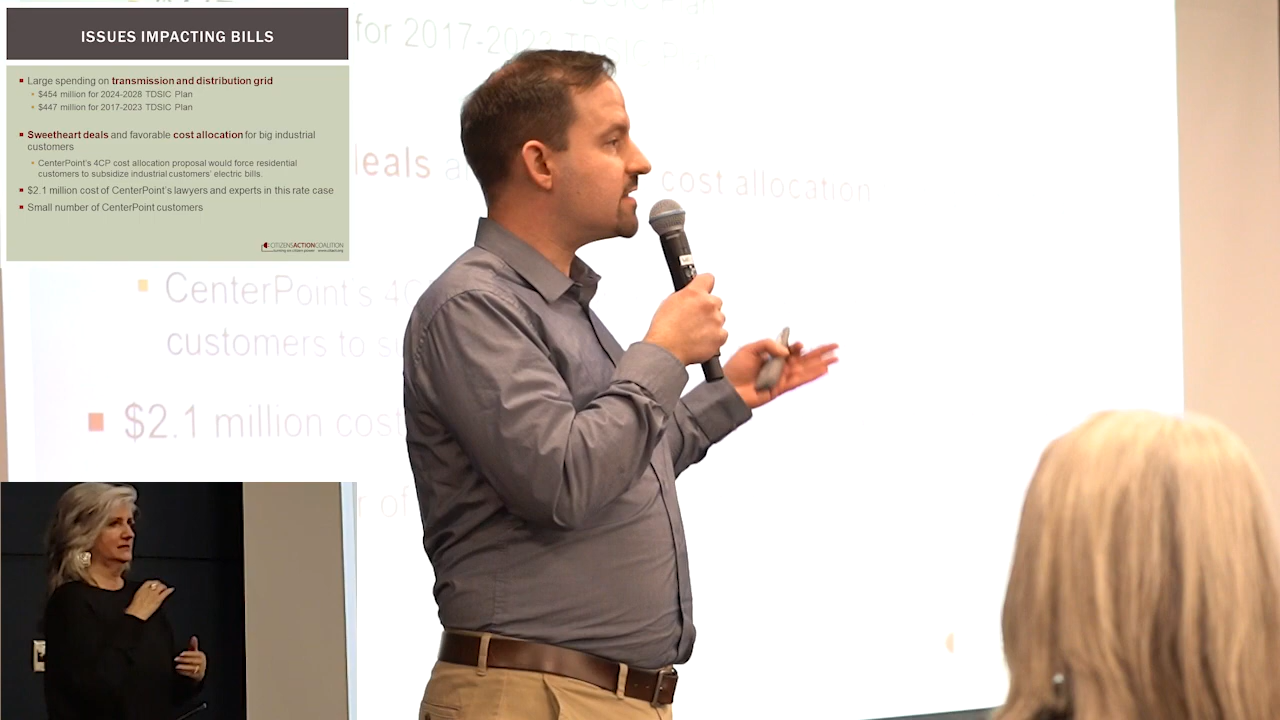 ISSUES IMPACTING BILLS
Large spending on transmission and distribution grid
$454 million for 2024-2028 TDSIC Plan
$447 million for 2017-2023 TDSIC Plan
Sweetheart deals and favorable cost allocation for big industrial
customers
CenterPoint's 4CP cost allocation proposal would force residential
customers to subsidize industrial customers' electric bills.
$2.1 million cost of CenterPoint's lawyers and experts in this rate case
Small number of CenterPoint customers
CITIZENSACTIONCOALITION
for 2017-2023 TDSIC
deals
cost allocation
CenterPoint's 4C
customers to
$2.1 million cost
of